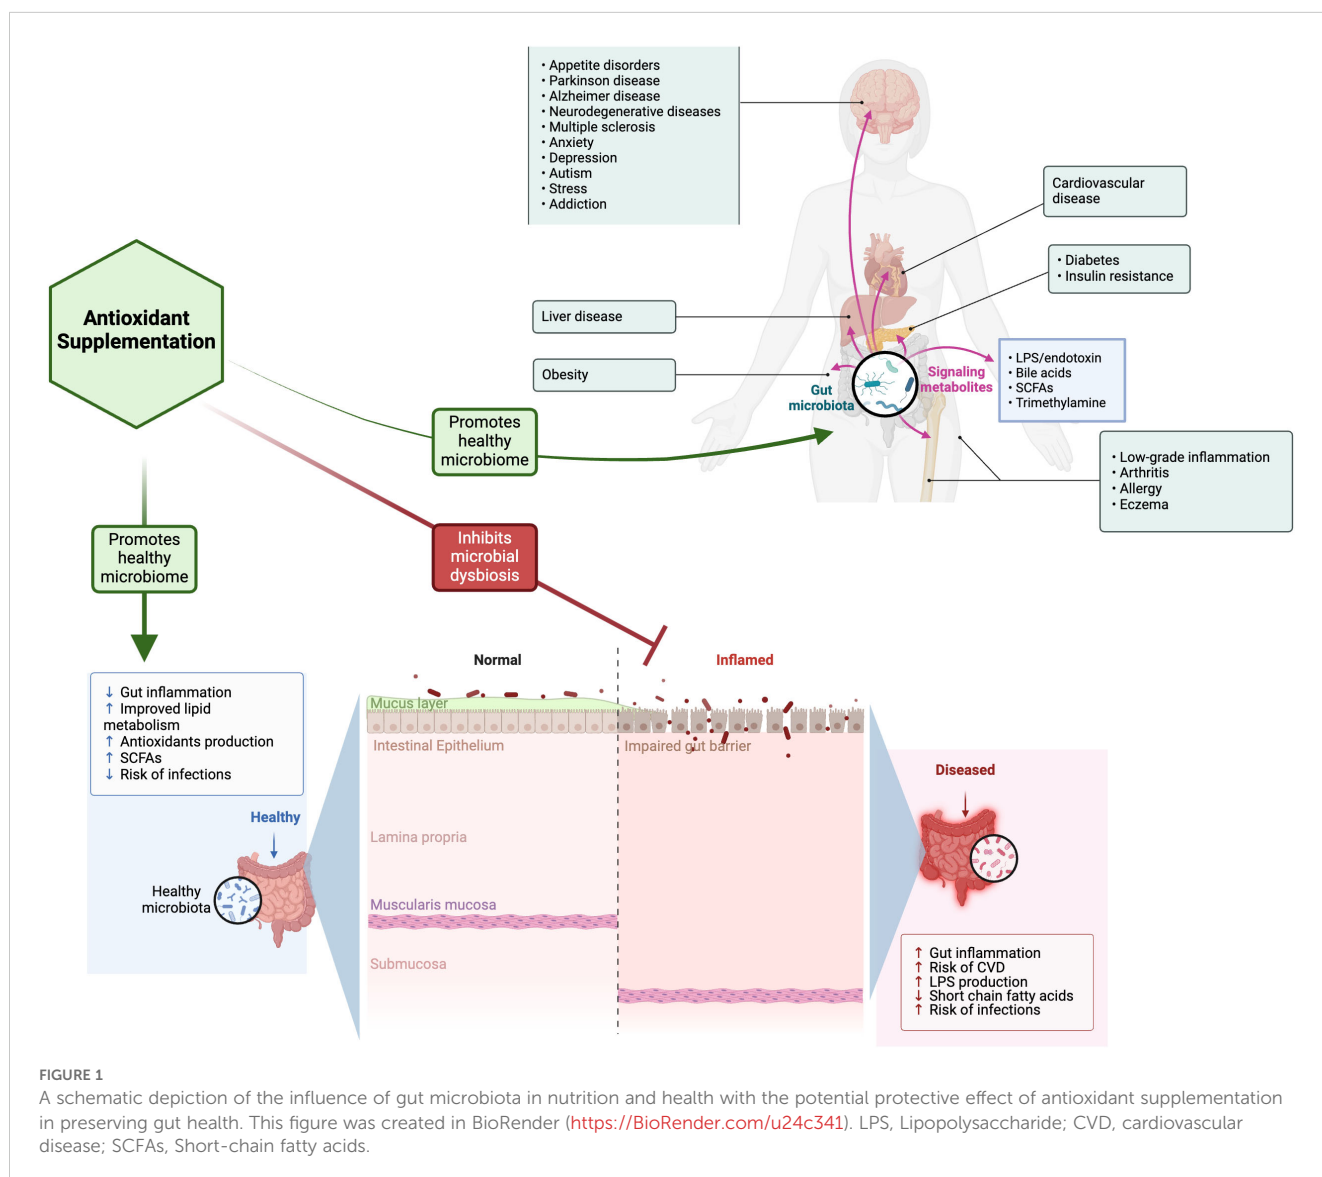 • Appetite disorders
• Parkinson disease
• Alzheimer disease
• Neurodegenerative diseases
• Multiple sclerosis
• Anxiety
• Depression
• Autism
• Stress
• Addiction
Cardiovascular
disease
• Diabetes
• Insulin resistance
Liver disease
Obesity
Gut
microbiota
Signaling
metabolites
• LPS/endotoxin
• Bile acids
• SCFAs
• Trimethylamine
• Low-grade inflammation
• Arthritis
• Allergy
• Eczema
Antioxidant
Supplementation
Promotes
healthy
microbiome
Inhibits
microbial
dysbiosis
Promotes
healthy
microbiome
↓ Gut inflammation
↑ Improved lipid
metabolism
↑ Antioxidants production
↑ SCFAs
↓ Risk of infections
Healthy
Healthy
microbiota
Normal
Inflamed
Mucus layer
Intestinal Epithelium
Impaired gut barrier
Lamina propria
Muscularis mucosa
Submucosa
Diseased
↑ Gut inflammation
↑ Risk of CVD
↑ LPS production
↓ Short chain fatty acids
↑ Risk of infections
FIGURE 1
A schematic depiction of the influence of gut microbiota in nutrition and health with the potential protective effect of antioxidant supplementation
in preserving gut health. This figure was created in BioRender (https://BioRender.com/u24c341). LPS, Lipopolysaccharide; CVD, cardiovascular
disease; SCFAs, Short-chain fatty acids.